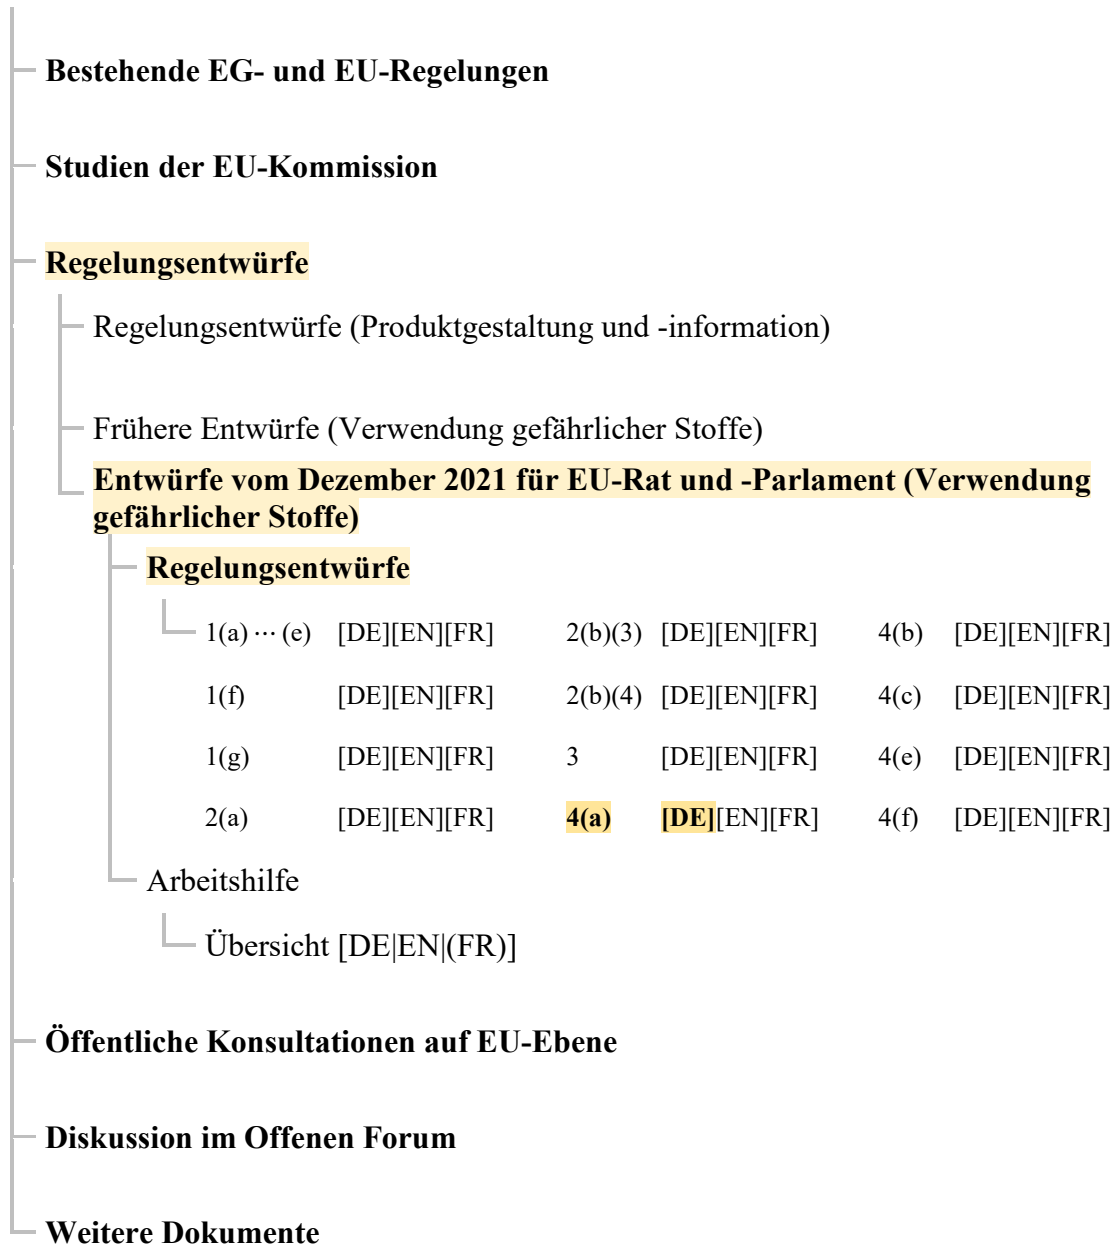 Bestehende EG- und EU-Regelungen
Studien der EU-Kommission
Regelungsentwürfe
Regelungsentwürfe (Produktgestaltung und -information)
Frühere Entwürfe (Verwendung gefährlicher Stoffe)
Entwürfe vom Dezember 2021 für EU-Rat und -Parlament (Verwendung
gefährlicher Stoffe)
Regelungsentwürfe
1(a) ··· (e) [DE][EN][FR] 2(b)(3) [DE][EN][FR] 4(b) [DE][EN][FR]
1(f) [DE][EN][FR] 2(b)(4) [DE][EN][FR] 4(c) [DE][EN][FR]
1(g) [DE][EN][FR] 3 [DE][EN][FR] 4(e) [DE][EN][FR]
2(a) [DE][EN][FR] 4(a) [DE][EN][FR] 4(f) [DE][EN][FR]
Arbeitshilfe
Übersicht [DE|EN|(FR)]
Öffentliche Konsultationen auf EU-Ebene
Diskussion im Offenen Forum
Weitere Dokumente